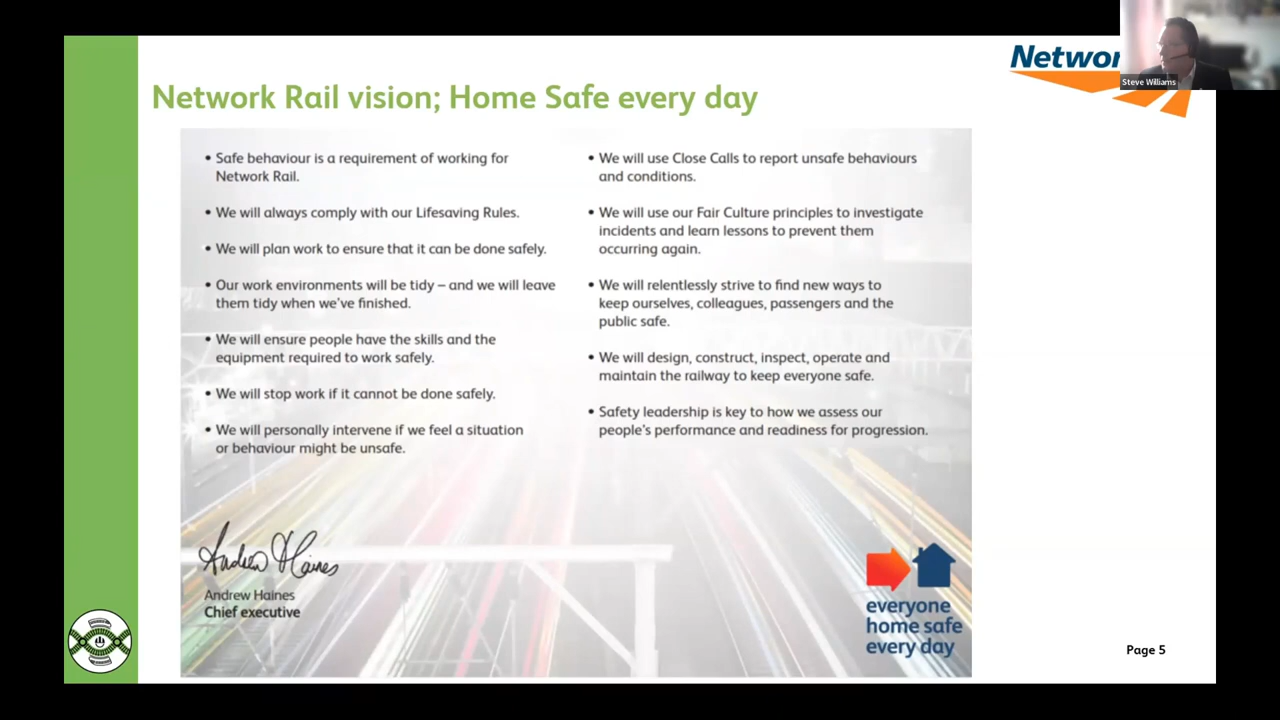 Network Rail vision; Home Safe every day
Networ
Steve Williams
• Safe behaviour is a requirement of working for
Network Rail.
• We will always comply with our Lifesaving Rules.
• We will plan work to ensure that it can be done safely.
• Our work environments will be tidy – and we will leave
them tidy when we've finished.
• We will ensure people have the skills and the
equipment required to work safely.
• We will stop work if it cannot be done safely.
• We will personally intervene if we feel a situation
or behaviour might be unsafe.
• We will use Close Calls to report unsafe behaviours
and conditions.
• We will use our Fair Culture principles to investigate
incidents and learn lessons to prevent them
occurring again.
• We will relentlessly strive to find new ways to
keep ourselves, colleagues, passengers and the
public safe.
• We will design, construct, inspect, operate and
maintain the railway to keep everyone safe.
• Safety leadership is key to how we assess our
people's performance and readiness for progression.
Andrew Haines
Andrew Haines
Chief executive
everyone
home safe
every day
Page 5